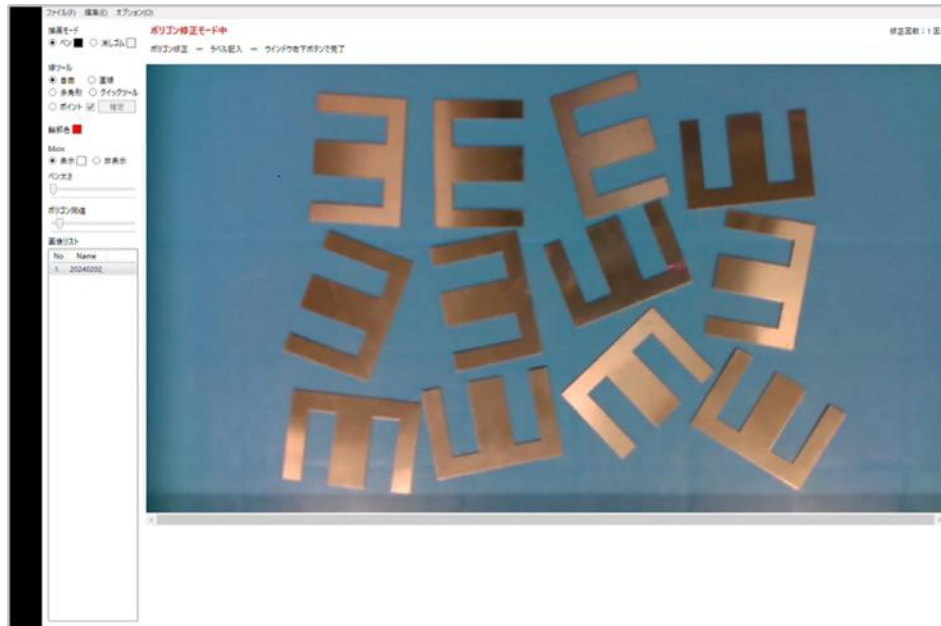 ファイル(F) 編集(E) オプション(O)
描画モード
ペン 消しゴム
線ツール
自由 直線
多角形 クイックツール
ポイント 確定
輪郭色
bbox
表示 非表示
ペン太さ
ポリゴン間違
画像リスト
No Name
1 20240202_
ポリゴン修正モード中
修正回数：1 回
ポリゴン修正 ー ラベル記入 ー ウインドウ右下ボタンで完了